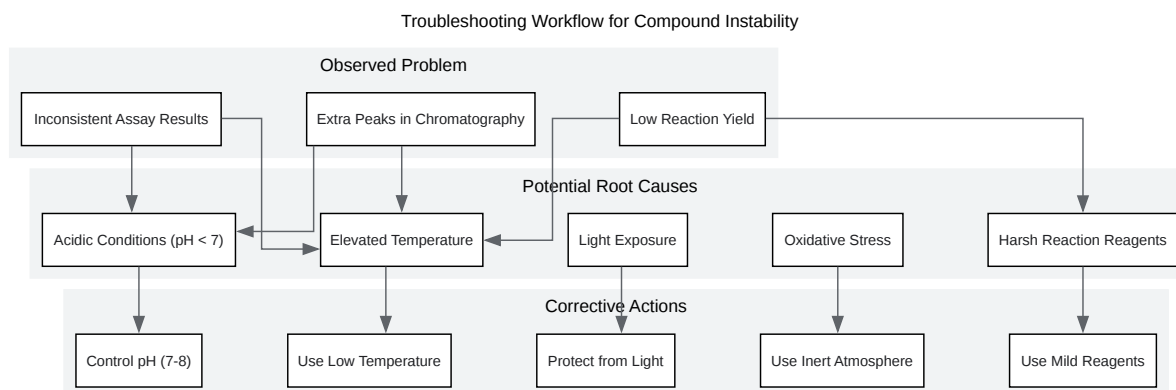 Troubleshooting Workflow for Compound Instability
Observed Problem
Inconsistent Assay Results
Extra Peaks in Chromatography
Low Reaction Yield
Potential Root Causes
Acidic Conditions (pH < 7)
Elevated Temperature
Light Exposure
Oxidative Stress
Harsh Reaction Reagents
Corrective Actions
Control pH (7-8)
Use Low Temperature
Protect from Light
Use Inert Atmosphere
Use Mild Reagents